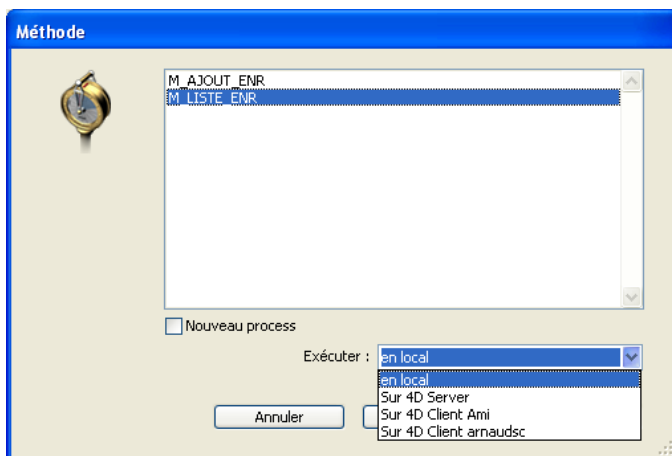 Méthode
M_AJOUT_ENR
M_LISTE_ENR
Nouveau process
Exécuter : en local
en local
Sur 4D Server
Sur 4D Client Ami
Sur 4D Client arnaudsc
Annuler